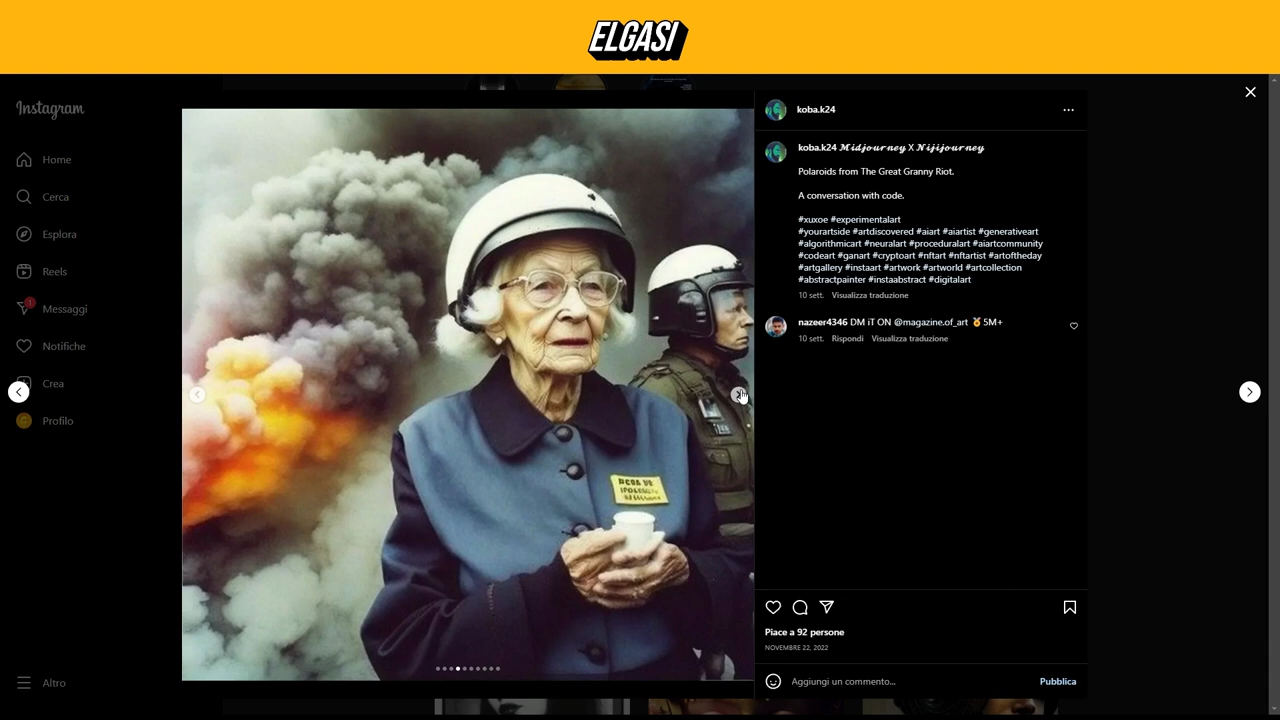 ELGASI
Instagram
Home
Cerca
Esplora
Reels
1
Messaggi
Notifiche
Crea
Profilo
Altro
koba.k24
koba.k24 𝓜𝓲𝓭𝓳𝓸𝓾𝓻𝓷𝓮𝔂 X 𝓝𝓲𝓳𝓲𝓳𝓸𝓾𝓻𝓷𝓮𝔂
Polaroids from The Great Granny Riot.
A conversation with code.
#xuxoe #experimentalart
#yourartside #artdiscovered #aiart #aiartist #generativeart
#algorithmicart #neuralart #proceduralart #aiartcommunity
#codeart #ganart #cryptoart #nftart #nftartist #artoftheday
#artgallery #instaart #artwork #artworld #artcollection
#abstractpainter #instaabstract #digitalart
10 sett. Visualizza traduzione
nazeer4346 DM iT ON @magazine.of_art 🏅5M+
10 sett. Rispondi Visualizza traduzione
Piace a 92 persone
NOVEMBRE 22, 2022
Aggiungi un commento...
Pubblica